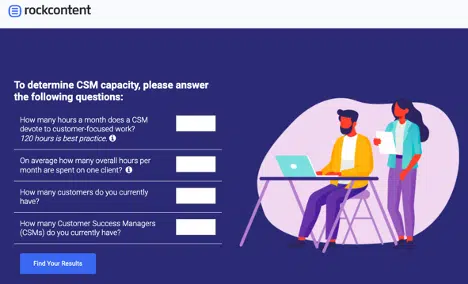 rockcontent
To determine CSM capacity, please answer
the following questions:
How many hours a month does a CSM
devote to customer-focused work?
120 hours is best practice.
On average how many overall hours per
month are spent on one client?
How many customers do you currently
have?
How many Customer Success Managers
(CSMs) do you currently have?
Find Your Results